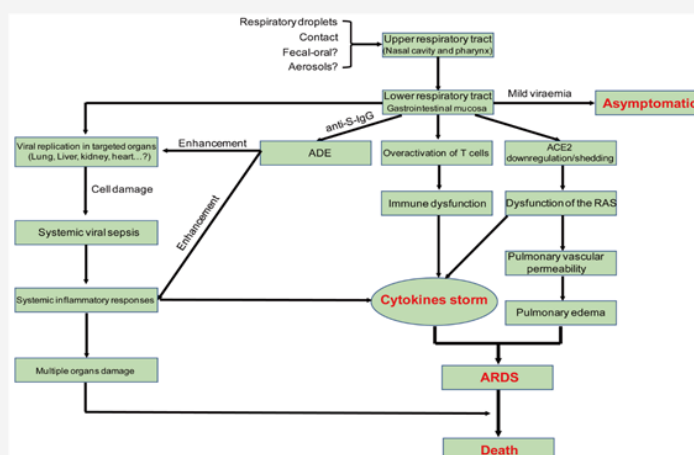 Respiratory droplets
Contact
Fecal-oral?
Aerosols?
Upper respiratory tract
(Nasal cavity and pharynx)
Lower respiratory tract
Gastrointestinal mucosa
Mild viraemia
Asymptomatic
anti-S-IgG
Viral replication in targeted organs
(Lung, Liver, kidney, heart...?)
Enhancement
ADE
Overactivation of T cells
ACE2
downregulation/shedding
Cell damage
Enhancement
Immune dysfunction
Dysfunction of the RAS
Systemic viral sepsis
Pulmonary vascular
permeability
Systemic inflammatory responses
Cytokines storm
Pulmonary edema
Multiple organs damage
ARDS
Death